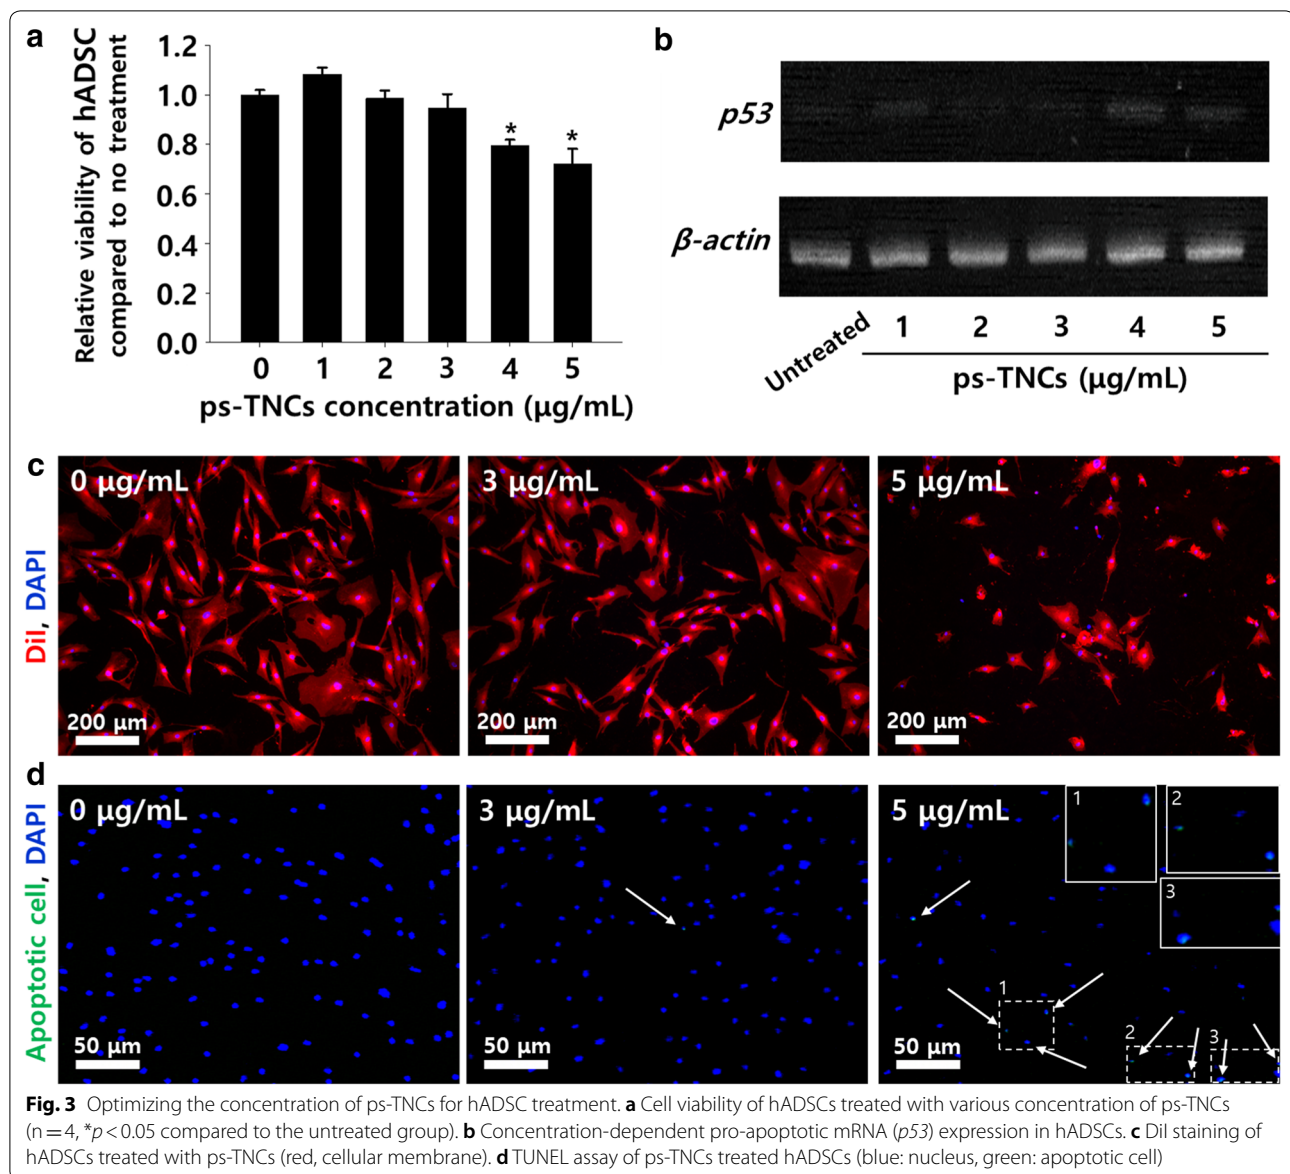 a
Relative viability of hADSC
compared to no treatment
1.2
1.0
0.8
0.6
0.4
0.2
0.0
*
*
0 1 2 3 4 5
ps-TNCs concentration (μg/mL)
b
p53
β-actin
Untreated 1 2 3 4 5
ps-TNCs (μg/mL)
c
DiI, DAPI
0 μg/mL
200 μm
3 μg/mL
200 μm
5 μg/mL
200 μm
d
Apoptotic cell, DAPI
0 μg/mL
50 μm
3 μg/mL
50 μm
5 μg/mL
1
2
3
1
2
3
50 μm
Fig. 3 Optimizing the concentration of ps-TNCs for hADSC treatment. a Cell viability of hADSCs treated with various concentration of ps-TNCs
(n = 4, *p < 0.05 compared to the untreated group). b Concentration-dependent pro-apoptotic mRNA (p53) expression in hADSCs. c DiI staining of
hADSCs treated with ps-TNCs (red, cellular membrane). d TUNEL assay of ps-TNCs treated hADSCs (blue: nucleus, green: apoptotic cell)